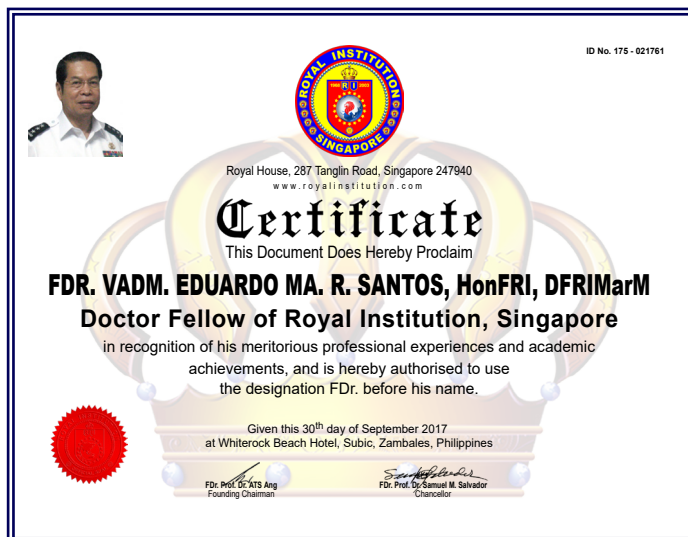 ID No. 175 - 021761
ROYAL INSTITUTION
R I
SINGAPORE
Royal House, 287 Tanglin Road, Singapore 247940
www.royalinstitution.com
Certificate
This Document Does Hereby Proclaim
FDR. VADM. EDUARDO MA. R. SANTOS, HonFRI, DFRIMarM
Doctor Fellow of Royal Institution, Singapore
in recognition of his meritorious professional experiences and academic
achievements, and is hereby authorised to use
the designation FDr. before his name.
Given this 30th day of September 2017
at Whiterock Beach Hotel, Subic, Zambales, Philippines
FDr. Prof. Dr. ATS Ang
Founding Chairman
FDr. Prof. Dr. Samuel M. Salvador
Chancellor